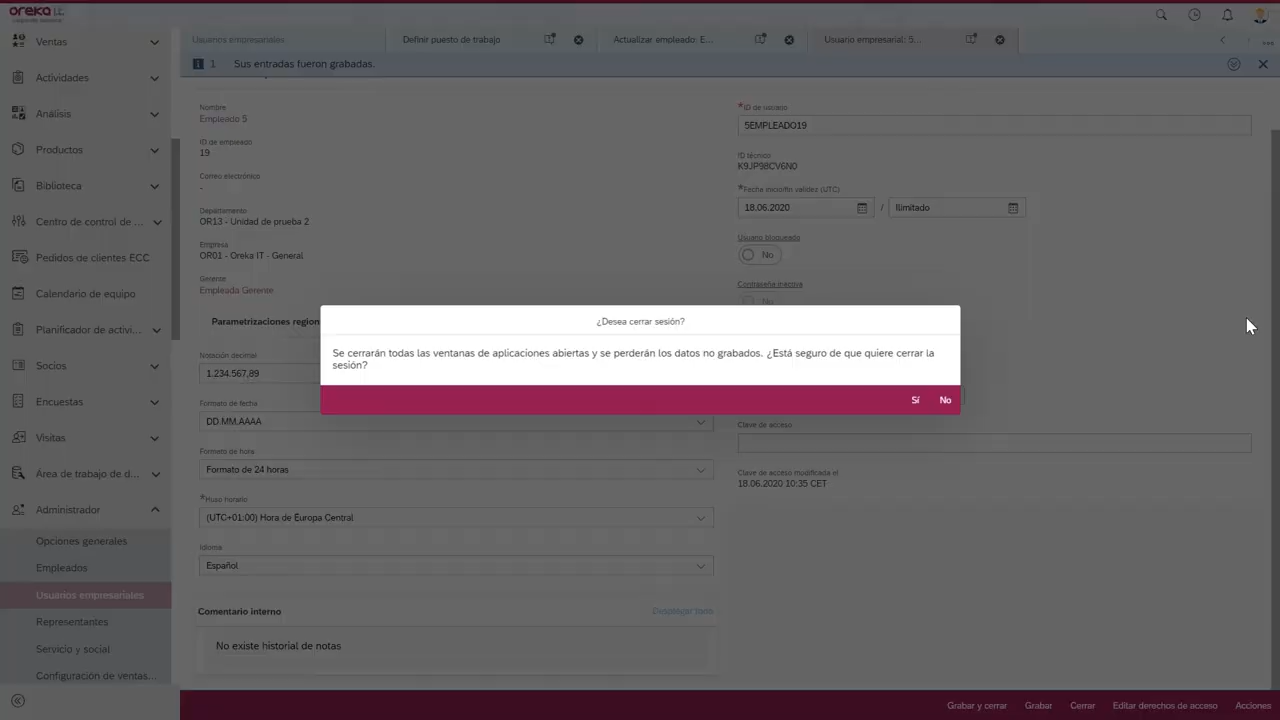 oreka i.t.
Ventas
Actividades
Análisis
Productos
Biblioteca
Centro de control de ...
Pedidos de clientes ECC
Calendario de equipo
Planificador de activi...
Socios
Encuestas
Visitas
Área de trabajo de d...
Administrador
Opciones generales
Empleados
Usuarios empresariales
Representantes
Servicio y social
Configuración de ventas...
Usuarios empresariales
Definir puesto de trabajo
Actualizar empleado: E...
Usuario empresarial: 5...
1 Sus entradas fueron grabadas.
Nombre
Empleado 5
ID de empleado
19
Correo electrónico
-
Departamento
OR13 - Unidad de prueba 2
Empresa
OR01 - Oreka IT - General
Gerente
Empleada Gerente
Parametrizaciones region
Notación decimal
1.234.567,89
Formato de fecha
DD.MM.AAAA
Formato de hora
Formato de 24 horas
*Huso horario
(UTC+01:00) Hora de Europa Central
Idioma
Español
Comentario interno
Desplegar todo
No existe historial de notas
*ID de usuario
5EMPLEADO19
ID técnico
K9JP98CV6N0
*Fecha inicio/fin validez (UTC)
18.06.2020 / Ilimitado
Usuario bloqueado
No
Contraseña inactiva
No
Clave de acceso
Clave de acceso modificada el
18.06.2020 10:35 CET
¿Desea cerrar sesión?
Se cerrarán todas las ventanas de aplicaciones abiertas y se perderán los datos no grabados. ¿Está seguro de que quiere cerrar la
sesión?
Sí No
Grabar y cerrar Grabar Cerrar Editar derechos de acceso Acciones